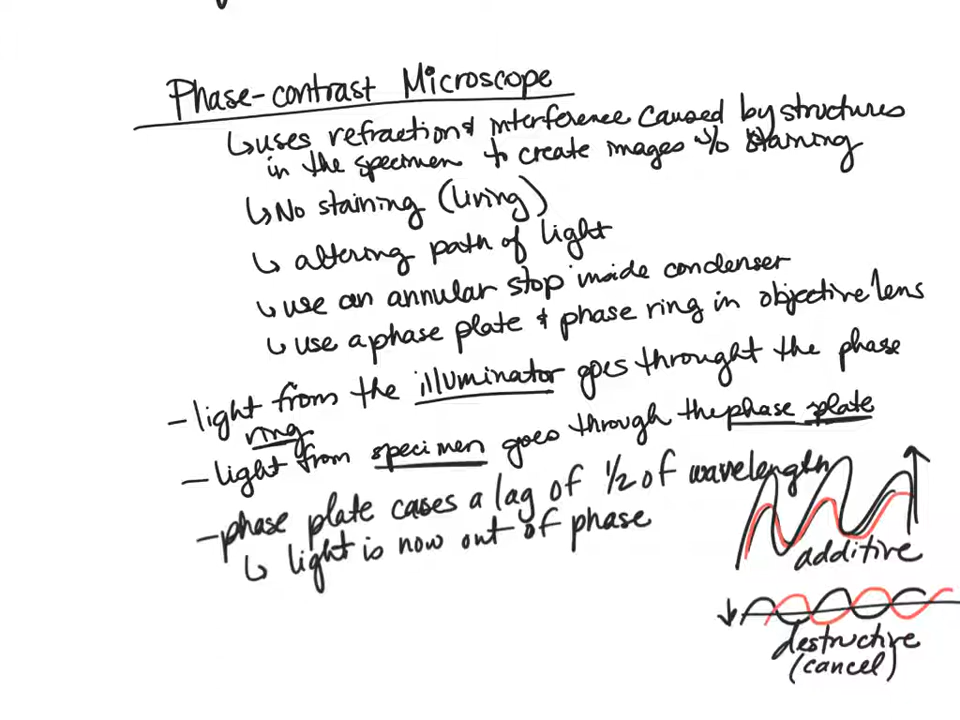 Phase-contrast Microscope
↳uses refraction & interference caused by structures
in the specimen to create images w/o staining
↳No staining (living)
↳ altering path of light
↳ use an annular stop inside condenser
↳ use a phase plate & phase ring in objective lens
- light from the illuminator goes throught the phase
ring
- light from specimen goes through the phase plate
- phase plate cases a lag of 1/2 of wavelength
↳ light is now out of phase
additive
destructive
(cancel)